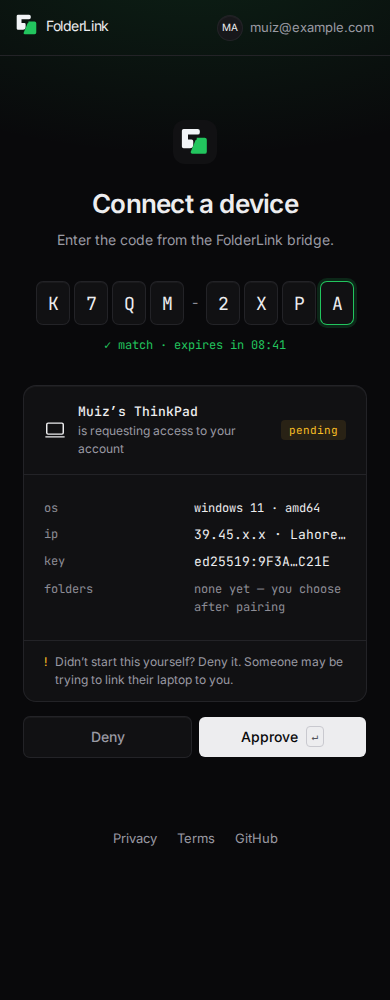 FolderLink
MA muiz@example.com
Connect a device
Enter the code from the FolderLink bridge.
K 7 Q M - 2 X P A
✓ match · expires in 08:41
Muiz’s ThinkPad
is requesting access to your
account
pending
os windows 11 · amd64
ip 39.45.x.x · Lahore…
key ed25519:9F3A…C21E
folders none yet — you choose
after pairing
! Didn’t start this yourself? Deny it. Someone may be
trying to link their laptop to you.
Deny
Approve ↵
Privacy Terms GitHub